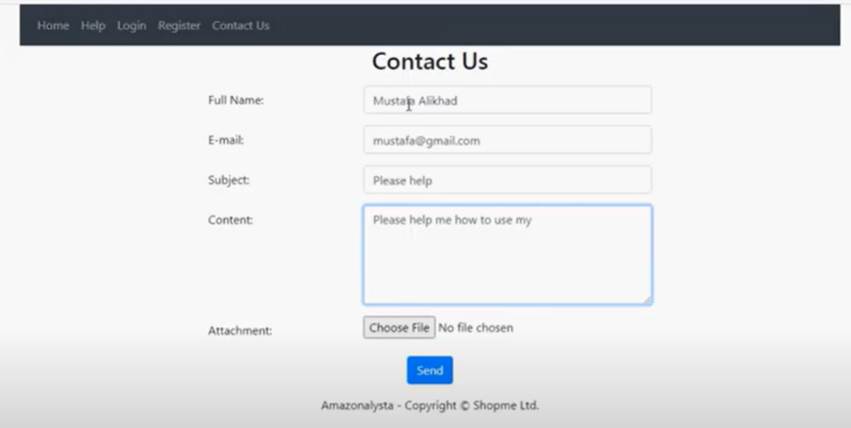 Home Help Login Register Contact Us
Contact Us
Full Name: Mustafa Alikhad
E-mail: mustafa@gmail.com
Subject: Please help
Content: Please help me how to use my
Attachment: Choose File No file chosen
Send
Amazonalysta - Copyright © Shopme Ltd.